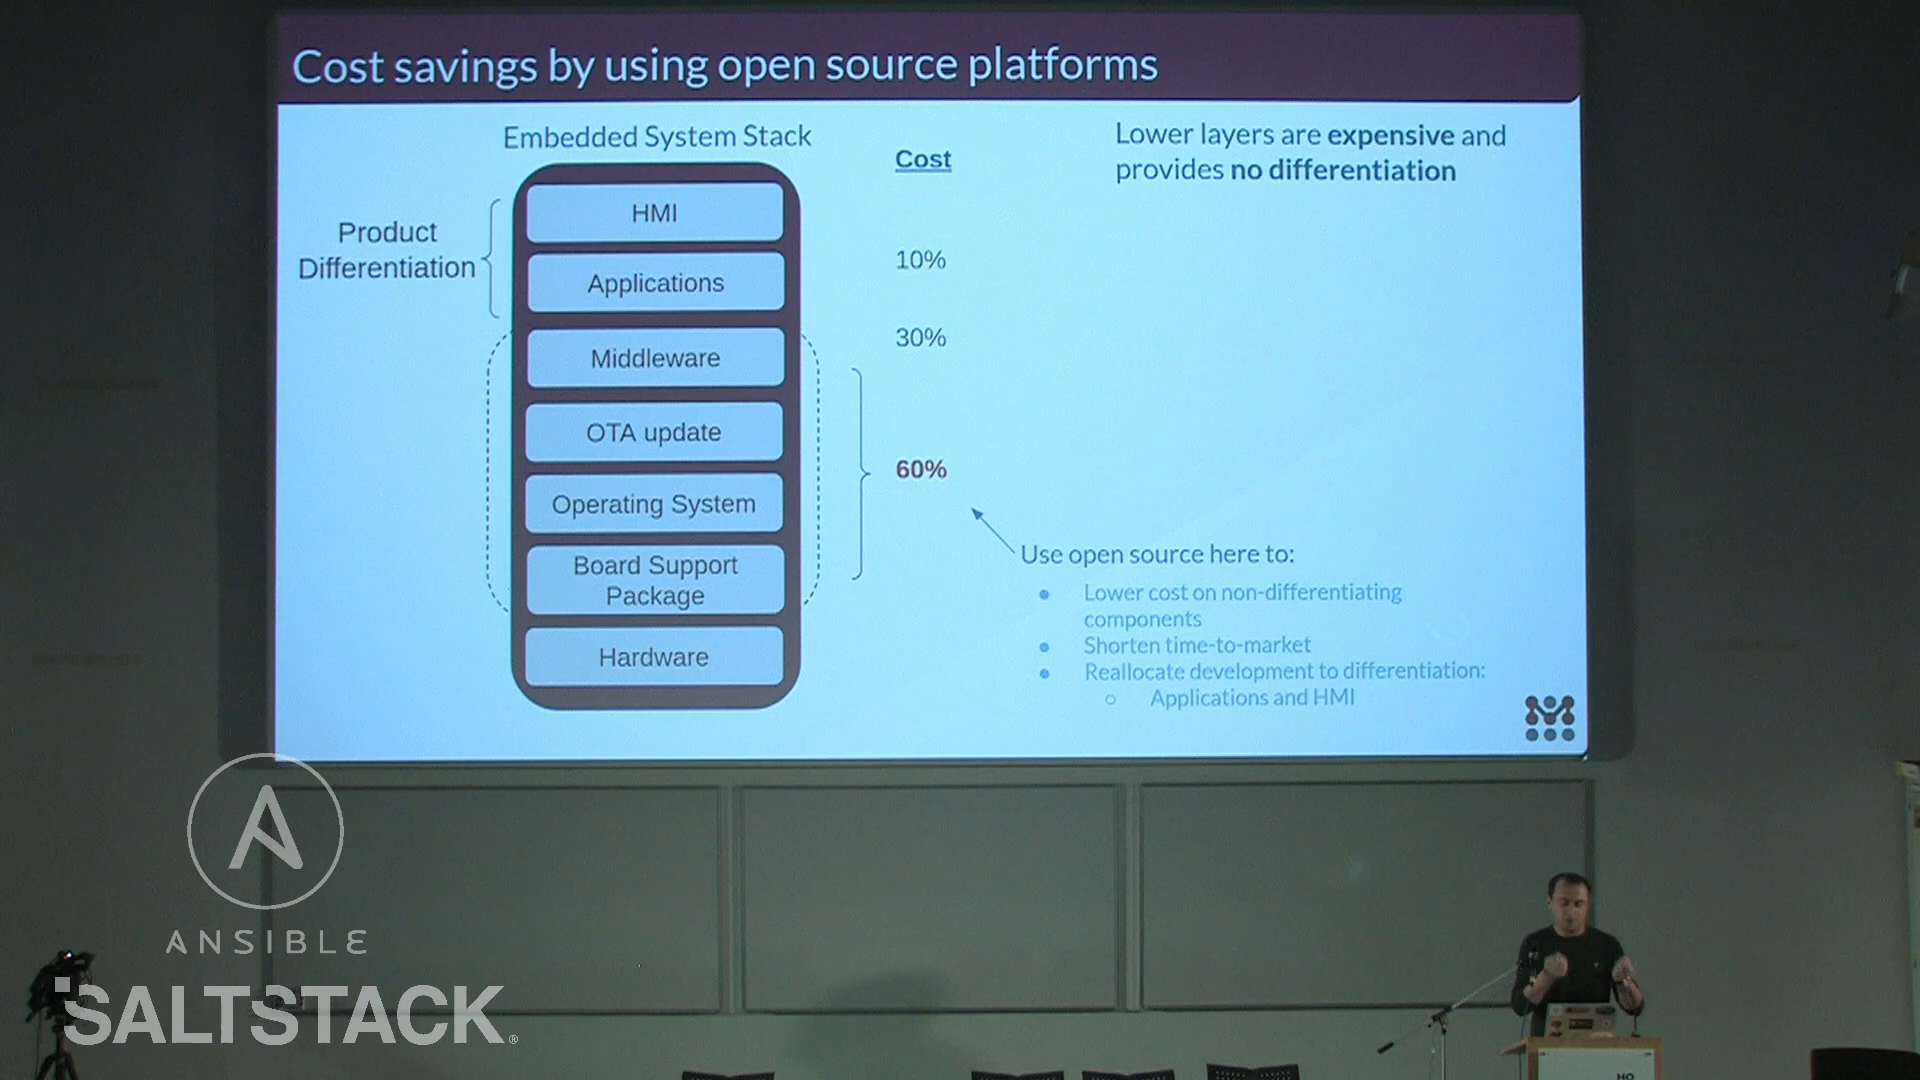 Cost savings by using open source platforms
Embedded System Stack
Cost
Lower layers are expensive and
provides no differentiation
Product
Differentiation
HMI
Applications
Middleware
OTA update
Operating System
Board Support
Package
Hardware
10%
30%
60%
Use open source here to:
Lower cost on non-differentiating
components
Shorten time-to-market
Reallocate development to differentiation:
Applications and HMI
ANSIBLE
SALTSTACK®
HO